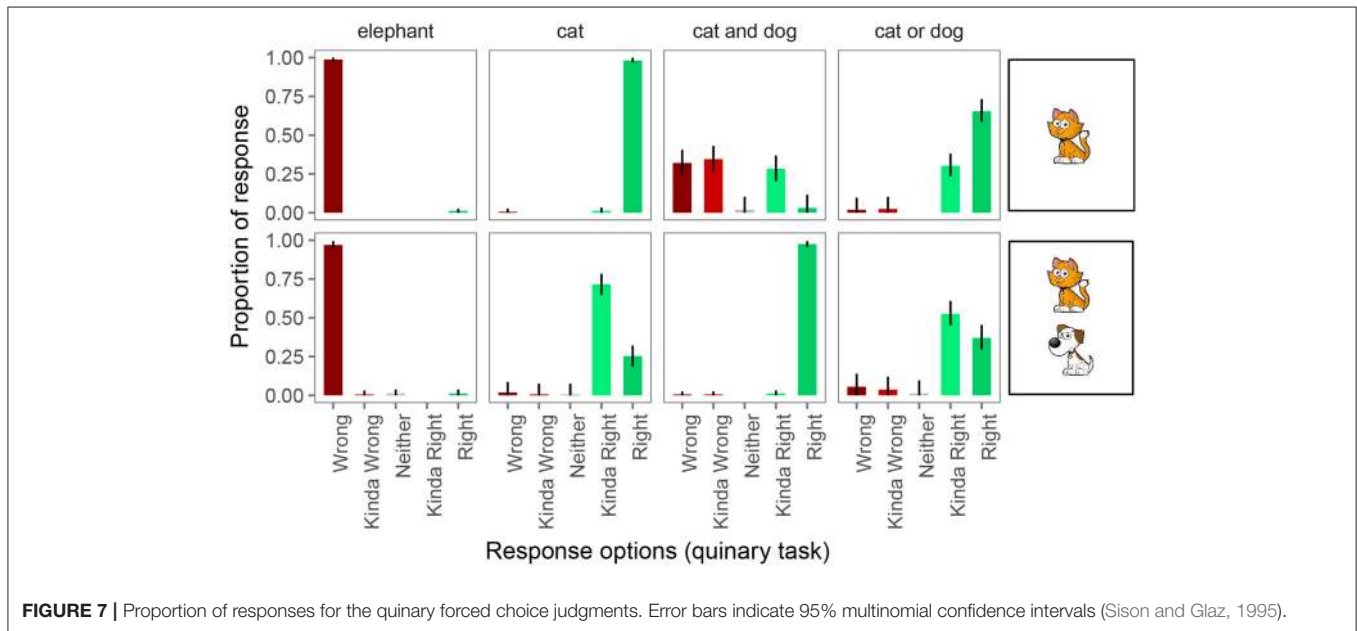 elephant cat cat and dog cat or dog
Proportion of response
1.00
0.75
0.50
0.25
0.00
1.00
0.75
0.50
0.25
0.00
Wrong Kinda Wrong Neither Kinda Right Right Wrong Kinda Wrong Neither Kinda Right Right Wrong Kinda Wrong Neither Kinda Right Right Wrong Kinda Wrong Neither Kinda Right Right
Response options (quinary task)
FIGURE 7 | Proportion of responses for the quinary forced choice judgments. Error bars indicate 95% multinomial confidence intervals (Sison and Glaz, 1995).